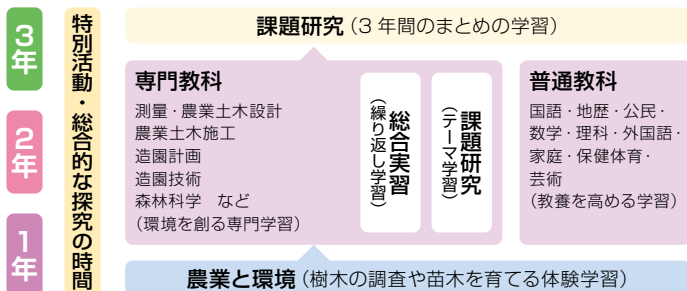 3年
2年
1年
特別活動・総合的な探究の時間
課題研究（3年間のまとめの学習）
専門教科
測量・農業土木設計
農業土木施工
造園計画
造園技術
森林科学　など
（環境を創る専門学習）
総合実習
（繰り返し学習）
課題研究
（テーマ学習）
普通教科
国語・地歴・公民・
数学・理科・外国語・
家庭・保健体育・
芸術
（教養を高める学習）
農業と環境（樹木の調査や苗木を育てる体験学習）